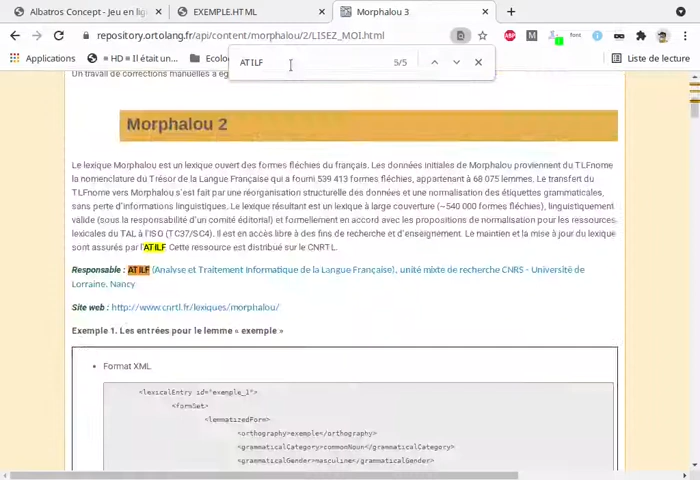 Albatros Concept - Jeu en lig
EXEMPLE.HTML
Morphalou 3
repository.ortolang.fr/api/content/morphalou/2/LISEZ_MOI.html
Applications
= HD = Il était un...
Ecolo
Liste de lecture
ATILF
5/5
Un travail de corrections manuelles a ég
Morphalou 2
Le lexique Morphalou est un lexique ouvert des formes fléchies du français. Les données initiales de Morphalou proviennent du TLFnome
la nomenclature du Trésor de la Langue Française qui a fourni 539 413 formes fléchies, appartenant à 68 075 lemmes. Le transfert du
TLFnome vers Morphalou s'est fait par une réorganisation structurelle des données et une normalisation des étiquettes grammaticales,
sans perte d'informations linguistiques. Le lexique résultant est un lexique à large couverture (~540 000 formes fléchies), linguistiquement
valide (sous la responsabilité d'un comité éditorial) et formellement en accord avec les propositions de normalisation pour les ressources
lexicales du TAL à l'ISO (TC37/SC4). Il est en accès libre à des fins de recherche et d'enseignement. Le maintien et la mise à jour du lexique
sont assurés par l'ATILF. Cette ressource est distribué sur le CNRTL.
Responsable : ATILF (Analyse et Traitement Informatique de la Langue Française), unité mixte de recherche CNRS - Université de
Lorraine, Nancy
Site web : http://www.cnrtl.fr/lexiques/morphalou/
Exemple 1. Les entrées pour le lemme « exemple »
Format XML
<lexicalEntry id="exemple_1">
<formSet>
<lemmatizedForm>
<orthography>exemple</orthography>
<grammaticalCategory>commonNoun</grammaticalCategory>
<grammaticalGender>masculine</grammaticalGender>